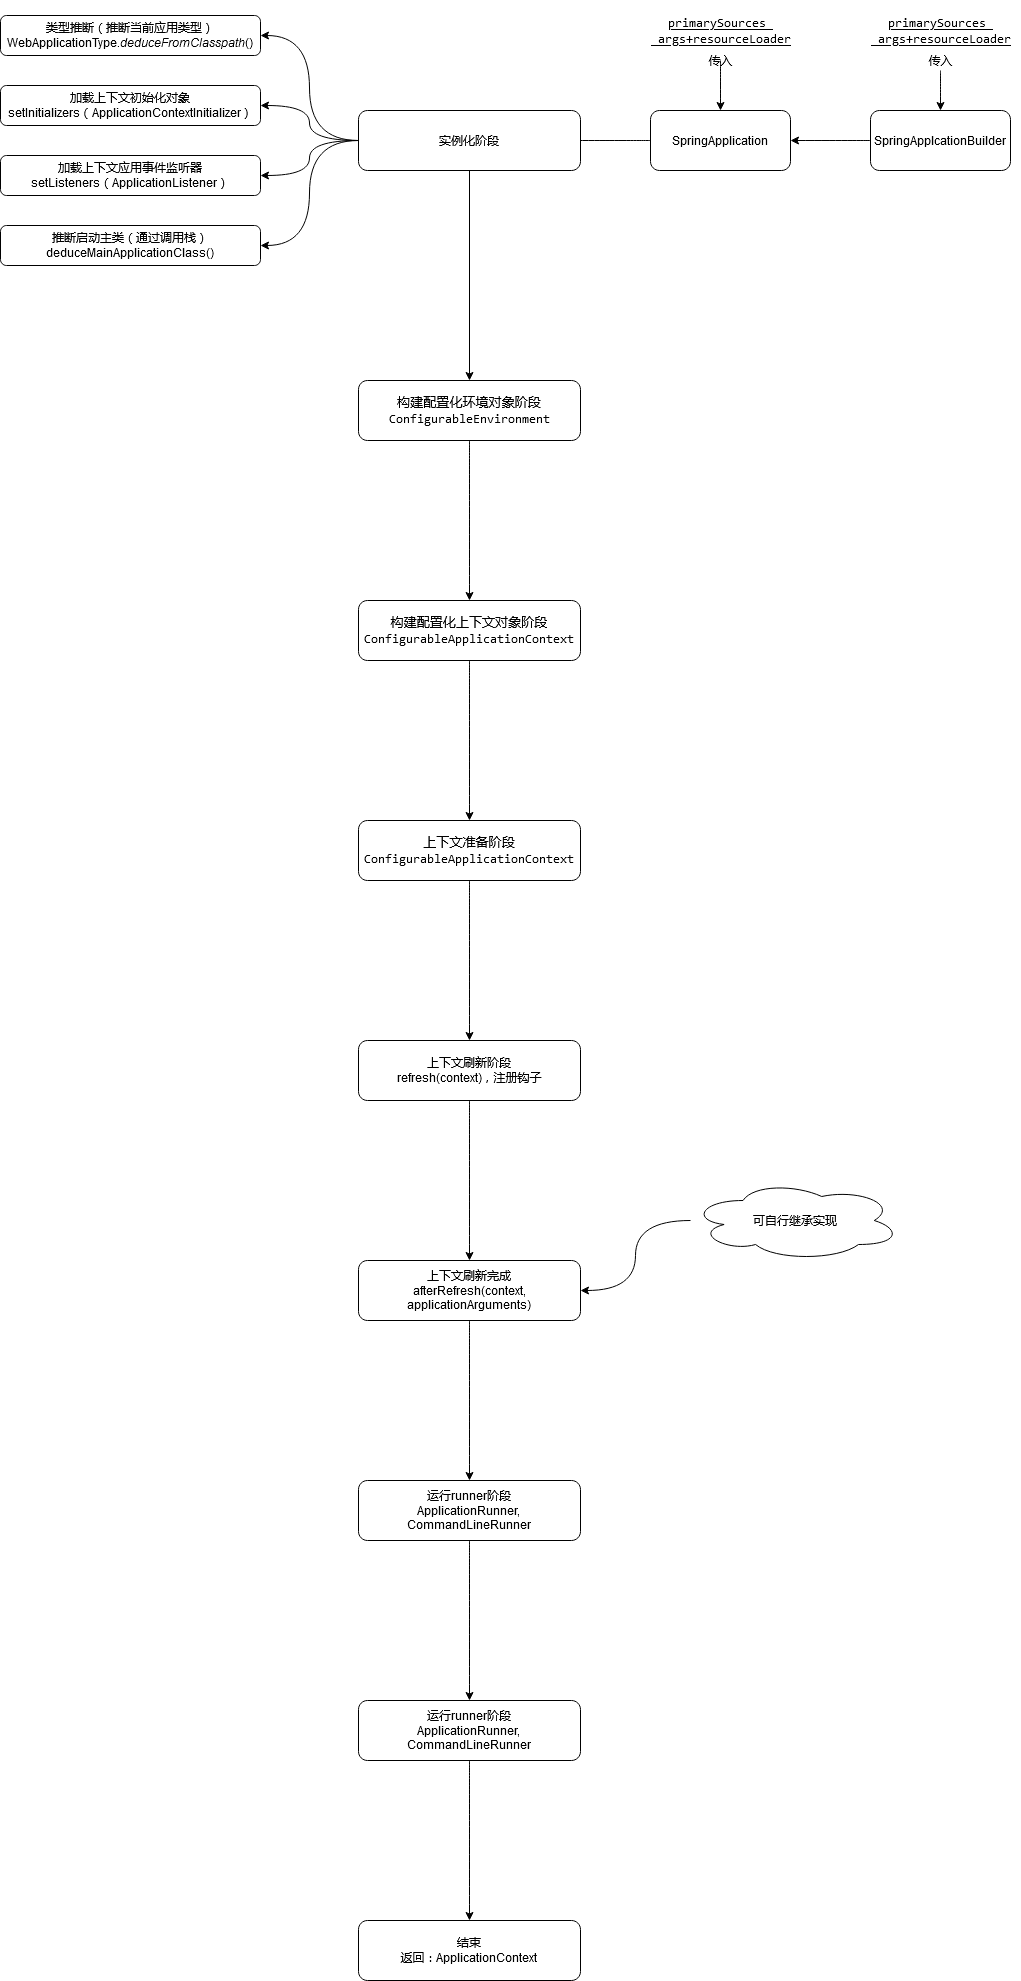 类型推断（推断当前应用类型）
WebApplicationType.deduceFromClasspath()
加载上下文初始化对象
setInitializers（ApplicationContextInitializer）
加载上下文应用事件监听器
setListeners（ApplicationListener）
推断启动主类（通过调用栈）
deduceMainApplicationClass()
实例化阶段
primarySources
args+resourceLoader
传入
SpringApplication
primarySources
args+resourceLoader
传入
SpringApplcationBuilder
构建配置化环境对象阶段
ConfigurableEnvironment
构建配置化上下文对象阶段
ConfigurableApplicationContext
上下文准备阶段
ConfigurableApplicationContext
上下文刷新阶段
refresh(context)，注册钩子
可自行继承实现
上下文刷新完成
afterRefresh(context,
applicationArguments)
运行runner阶段
ApplicationRunner,
CommandLineRunner
运行runner阶段
ApplicationRunner,
CommandLineRunner
结束
返回：ApplicationContext